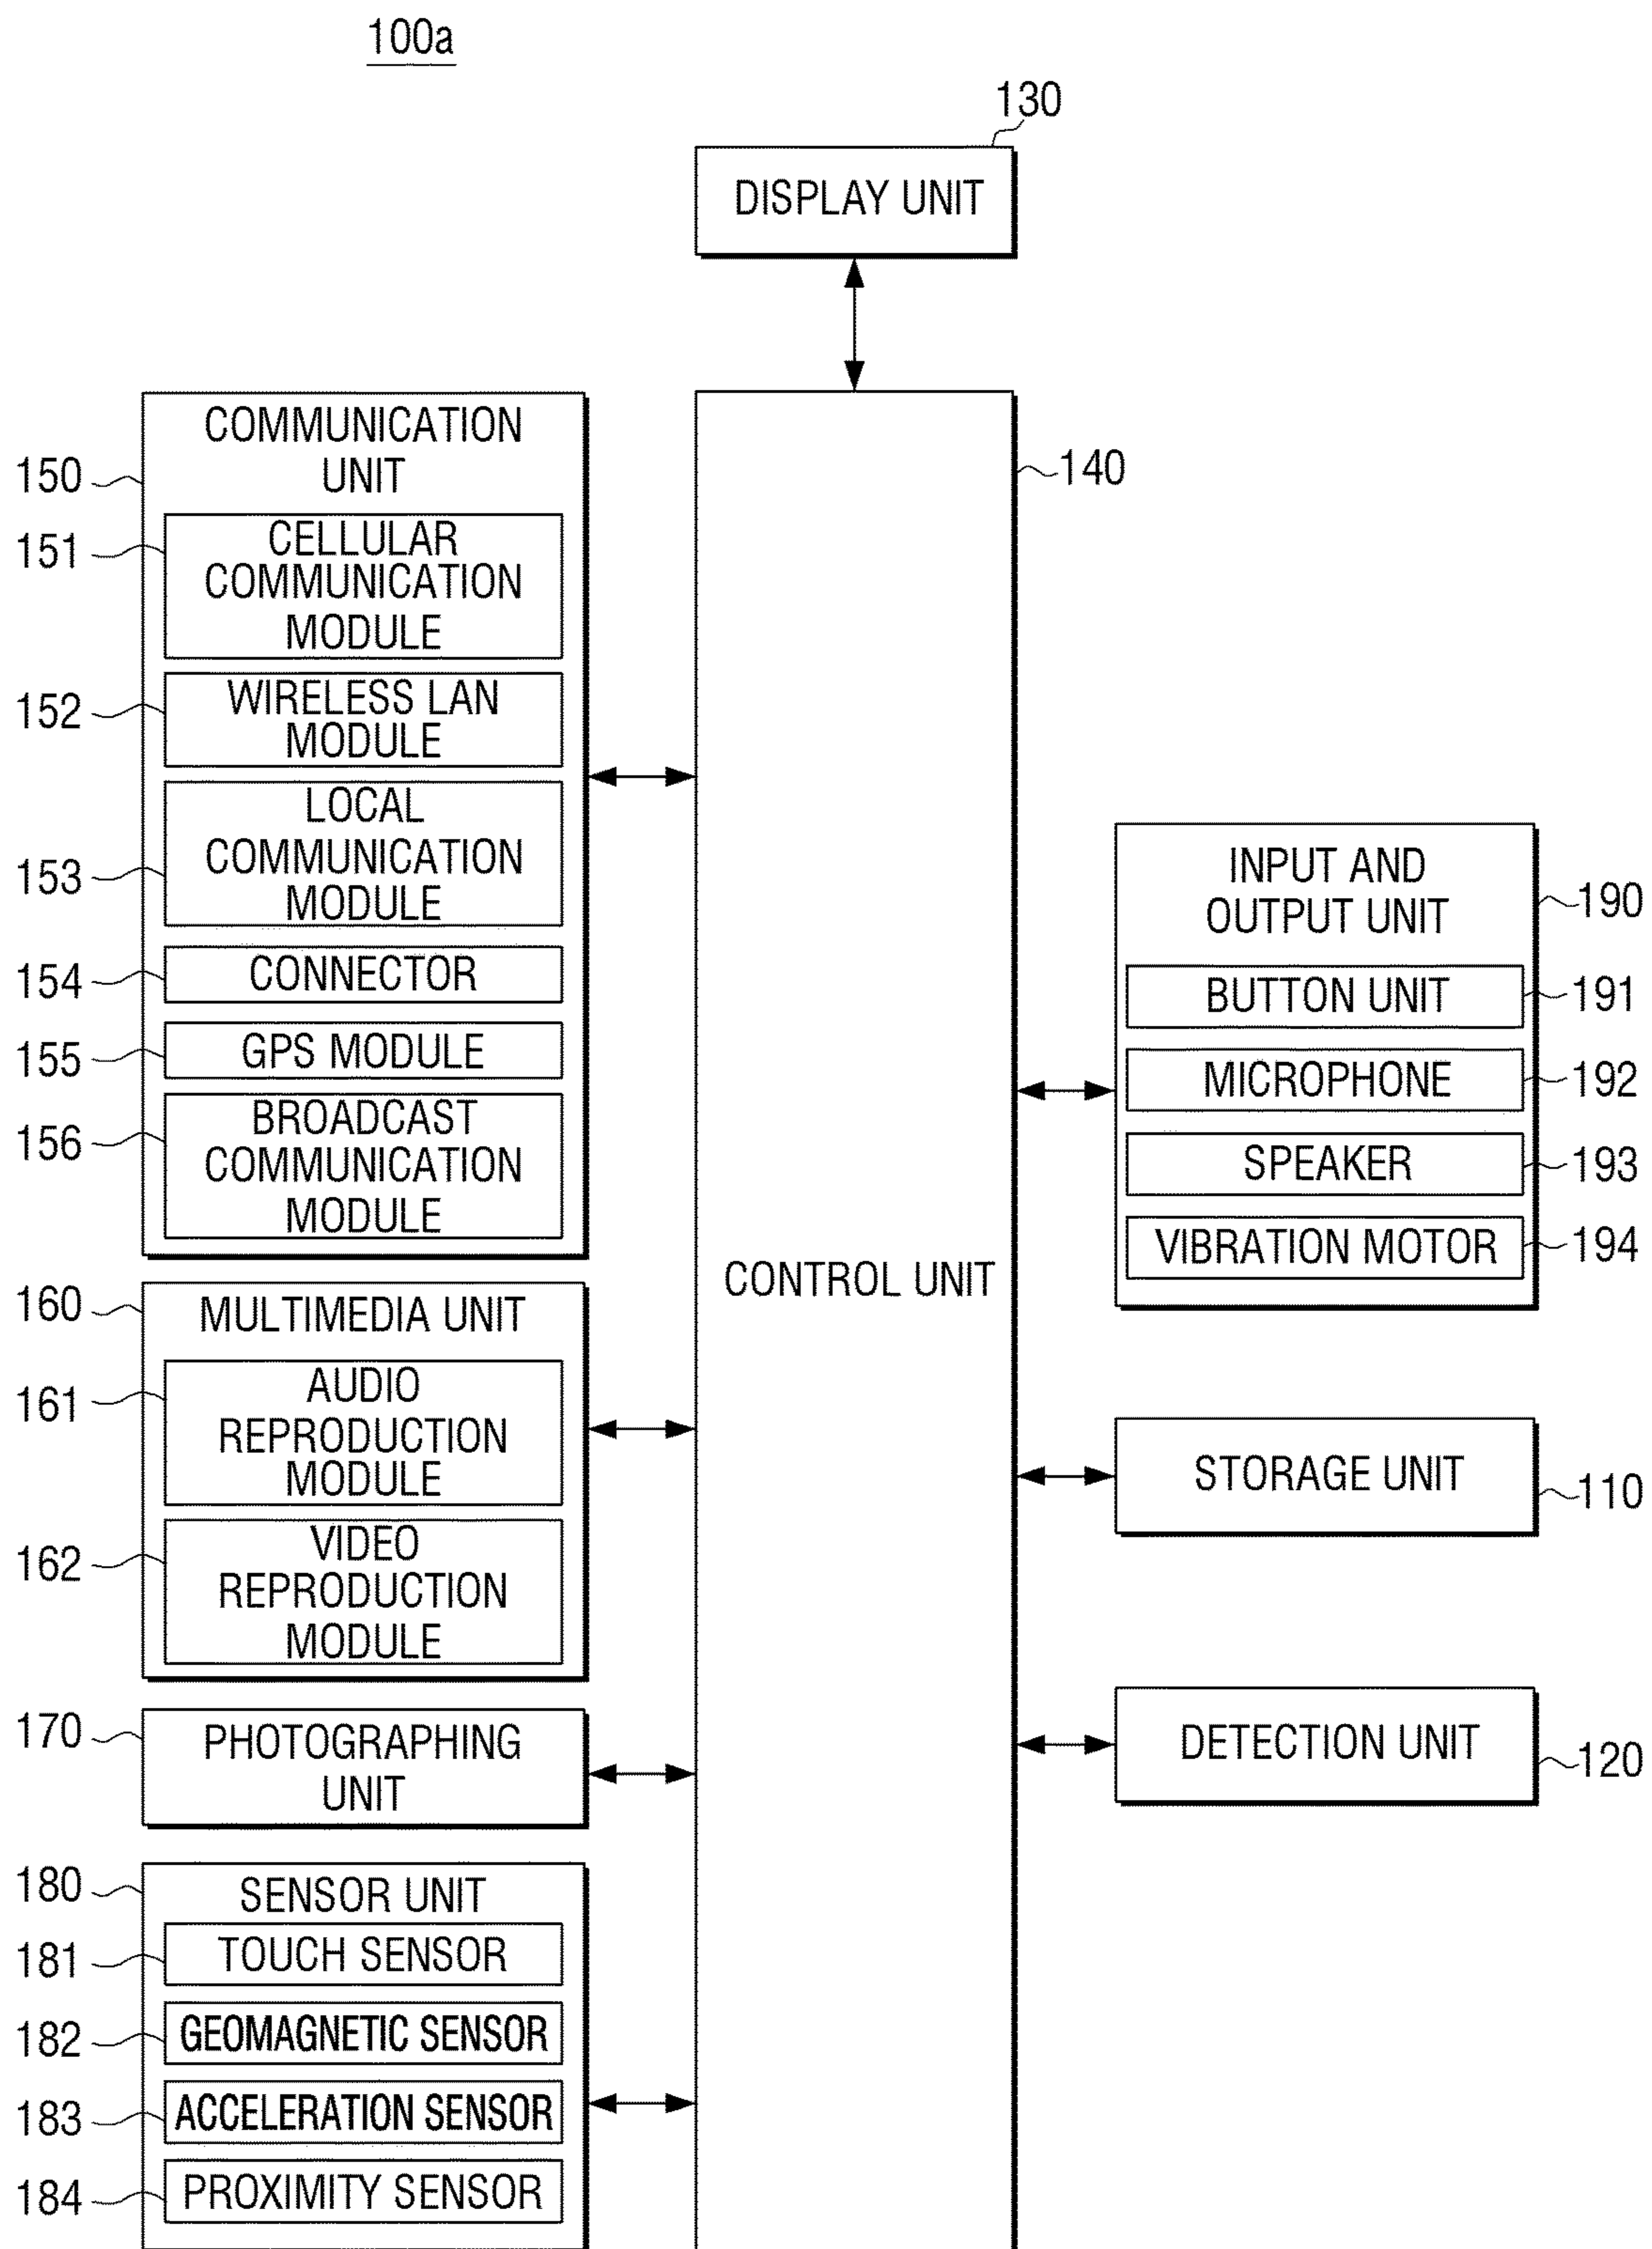 100a
130
DISPLAY UNIT
140
CONTROL UNIT
150
COMMUNICATION
UNIT
151
CELLULAR
COMMUNICATION
MODULE
152
WIRELESS LAN
MODULE
153
LOCAL
COMMUNICATION
MODULE
154
CONNECTOR
155
GPS MODULE
156
BROADCAST
COMMUNICATION
MODULE
160
MULTIMEDIA UNIT
161
AUDIO
REPRODUCTION
MODULE
162
VIDEO
REPRODUCTION
MODULE
170
PHOTOGRAPHING
UNIT
180
SENSOR UNIT
181
TOUCH SENSOR
182
GEOMAGNETIC SENSOR
183
ACCELERATION SENSOR
184
PROXIMITY SENSOR
INPUT AND
OUTPUT UNIT
190
BUTTON UNIT
191
MICROPHONE
192
SPEAKER
193
VIBRATION MOTOR
194
STORAGE UNIT
110
DETECTION UNIT
120